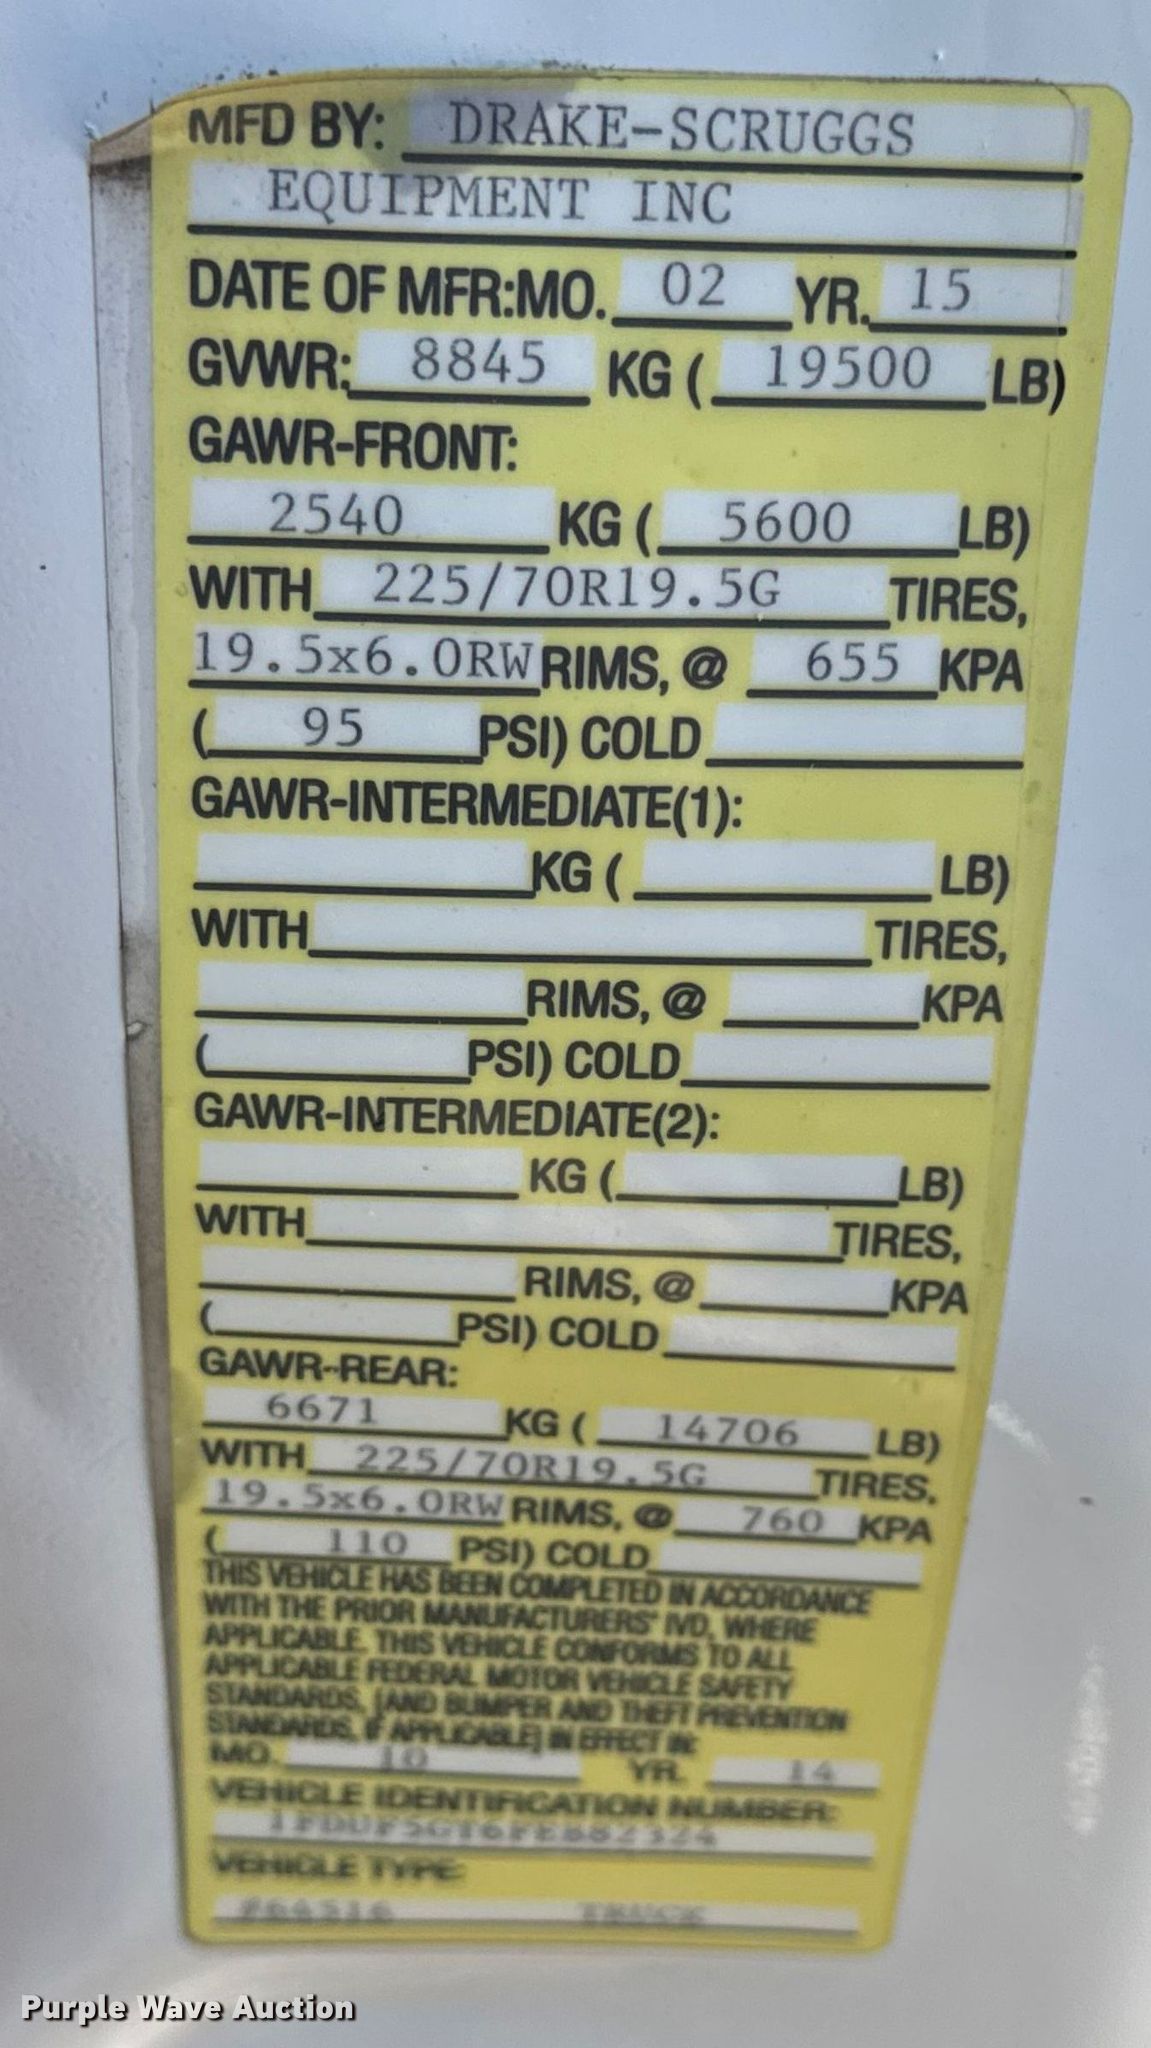 MFD BY: DRAKE-SCRUGGS
EQUIPMENT INC
DATE OF MFR:MO. 02 YR. 15
GVWR: 8845 KG ( 19500 LB)
GAWR-FRONT:
2540 KG ( 5600 LB)
WITH 225/70R19.5G TIRES,
19.5x6.0RW RIMS, @ 655 KPA
( 95 PSI) COLD
GAWR-INTERMEDIATE(1):
KG ( LB)
WITH TIRES,
RIMS, @ KPA
( PSI) COLD
GAWR-INTERMEDIATE(2):
KG ( LB)
WITH TIRES,
RIMS, @ KPA
( PSI) COLD
GAWR-REAR:
6671 KG ( 14706 LB)
WITH 225/70R19.5G TIRES,
19.5x6.0RW RIMS, @ 760 KPA
( 110 PSI) COLD
THIS VEHICLE HAS BEEN COMPLETED IN ACCORDANCE
WITH THE PRIOR MANUFACTURERS' IVD, WHERE
APPLICABLE. THIS VEHICLE CONFORMS TO ALL
APPLICABLE FEDERAL MOTOR VEHICLE SAFETY
STANDARDS, [AND BUMPER AND THEFT PREVENTION
STANDARDS, IF APPLICABLE] IN EFFECT IN:
MO. 10 YR. 14
VEHICLE IDENTIFICATION NUMBER:
VEHICLE TYPE:
TRUCK
Purple Wave Auction